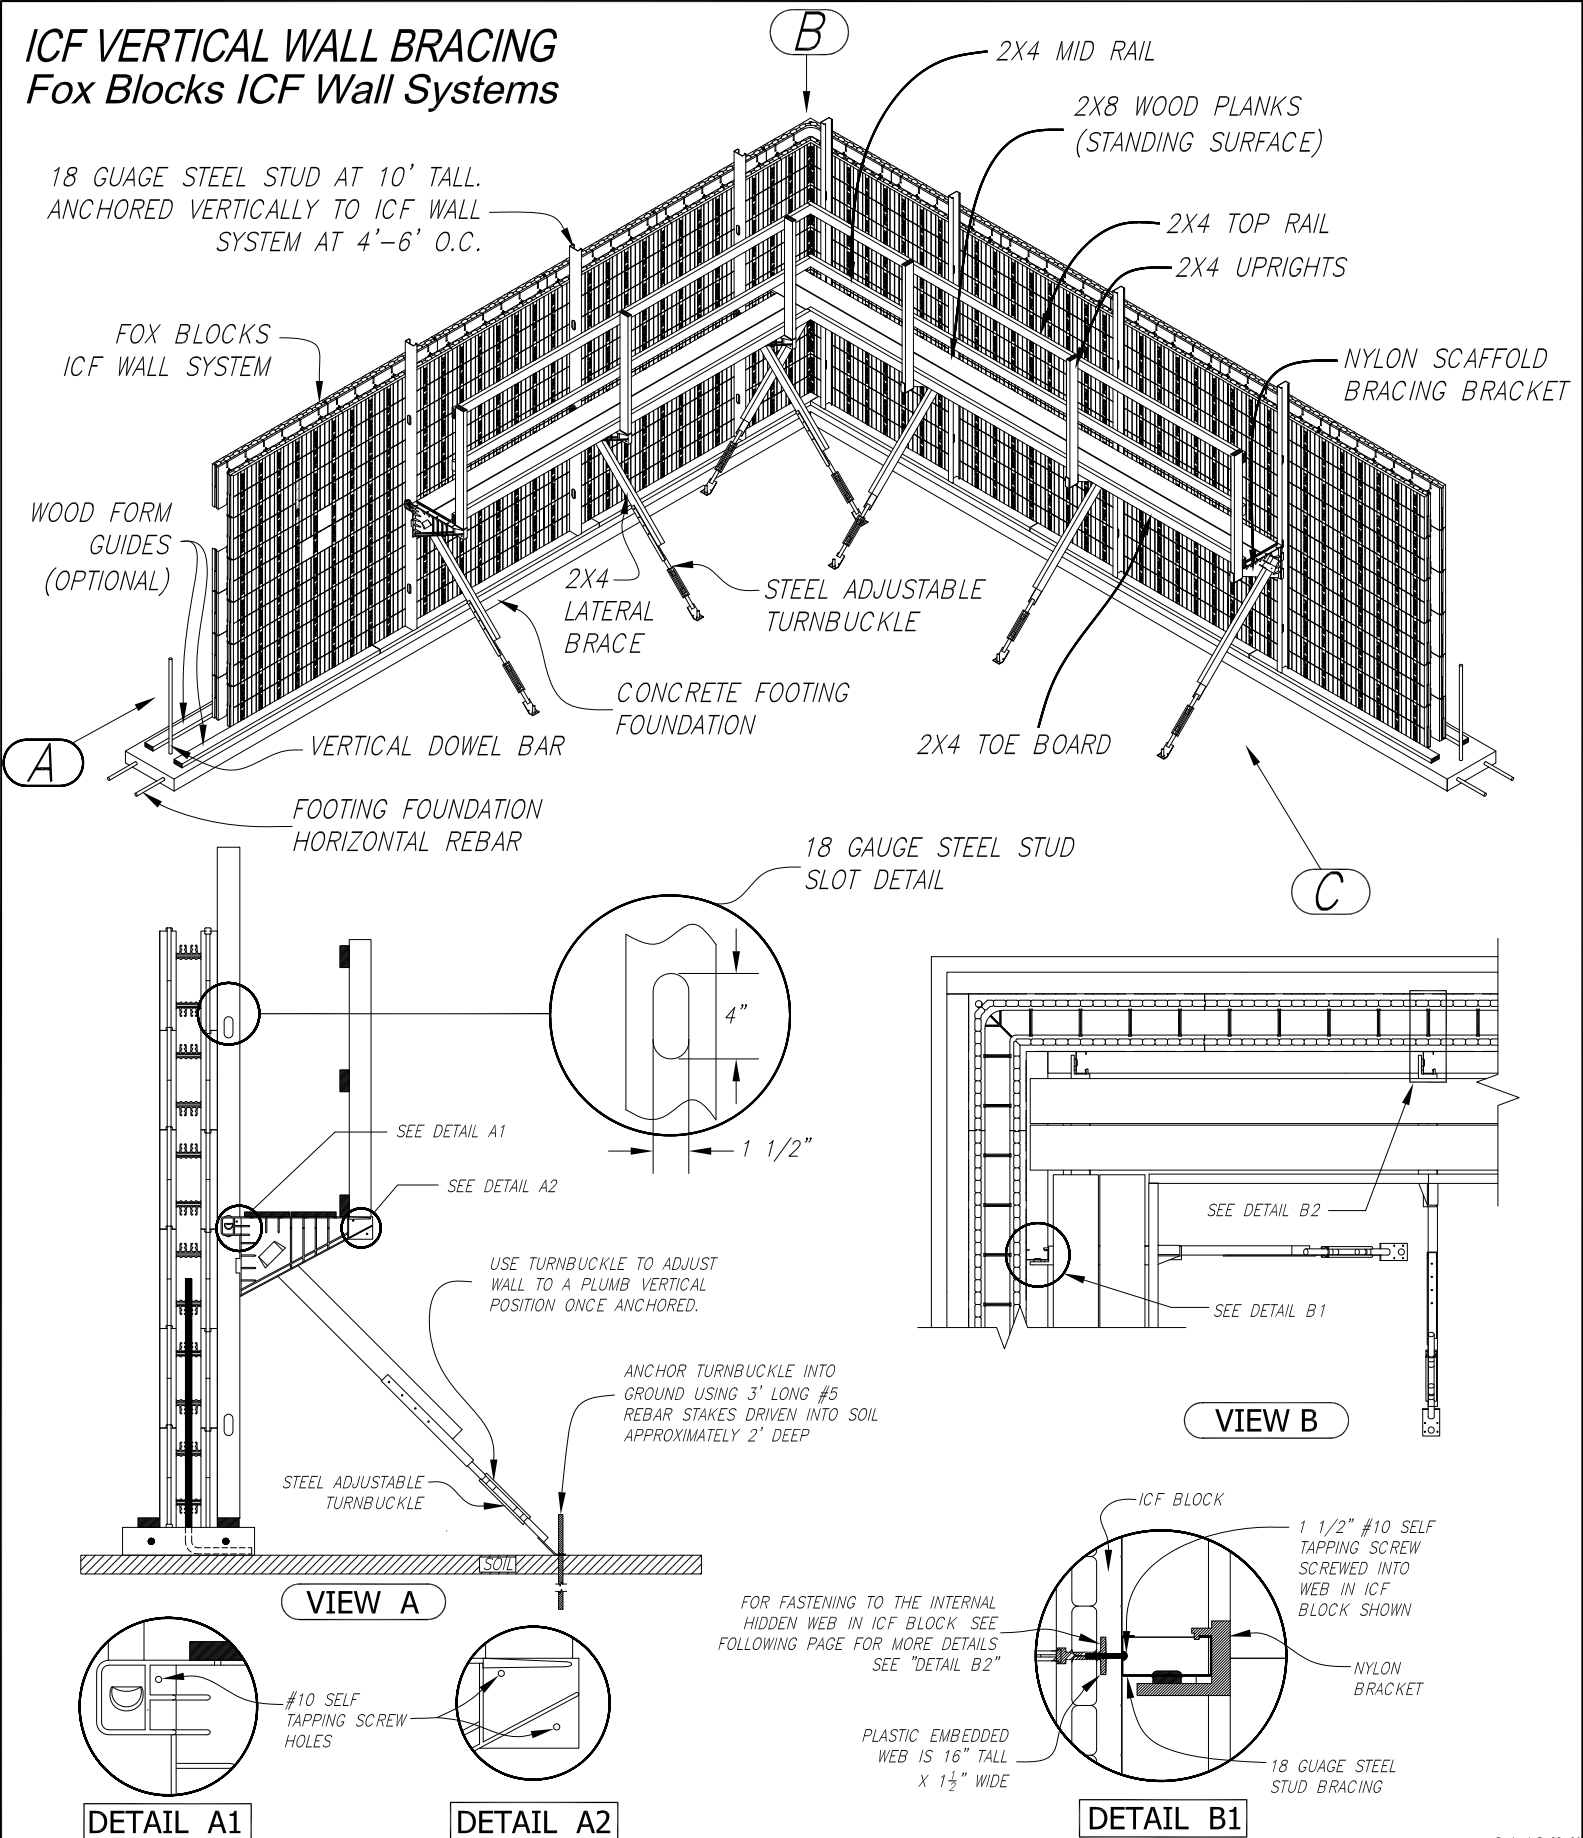 ICF VERTICAL WALL BRACING
Fox Blocks ICF Wall Systems
B
2X4 MID RAIL
2X8 WOOD PLANKS
(STANDING SURFACE)
18 GUAGE STEEL STUD AT 10' TALL.
ANCHORED VERTICALLY TO ICF WALL
SYSTEM AT 4'-6' O.C.
2X4 TOP RAIL
2X4 UPRIGHTS
FOX BLOCKS
ICF WALL SYSTEM
NYLON SCAFFOLD
BRACING BRACKET
WOOD FORM
GUIDES
(OPTIONAL)
2X4
LATERAL
BRACE
STEEL ADJUSTABLE
TURNBUCKLE
CONCRETE FOOTING
FOUNDATION
2X4 TOE BOARD
VERTICAL DOWEL BAR
A
FOOTING FOUNDATION
HORIZONTAL REBAR
C
18 GAUGE STEEL STUD
SLOT DETAIL
4"
1 1/2"
SEE DETAIL A1
SEE DETAIL A2
USE TURNBUCKLE TO ADJUST
WALL TO A PLUMB VERTICAL
POSITION ONCE ANCHORED.
ANCHOR TURNBUCKLE INTO
GROUND USING 3' LONG #5
REBAR STAKES DRIVEN INTO SOIL
APPROXIMATELY 2' DEEP
STEEL ADJUSTABLE
TURNBUCKLE
SOIL
VIEW A
SEE DETAIL B2
SEE DETAIL B1
VIEW B
#10 SELF
TAPPING SCREW
HOLES
DETAIL A1
DETAIL A2
ICF BLOCK
1 1/2" #10 SELF
TAPPING SCREW
SCREWED INTO
WEB IN ICF
BLOCK SHOWN
FOR FASTENING TO THE INTERNAL
HIDDEN WEB IN ICF BLOCK SEE
FOLLOWING PAGE FOR MORE DETAILS
SEE "DETAIL B2"
NYLON
BRACKET
PLASTIC EMBEDDED
WEB IS 16" TALL
X 1½" WIDE
18 GUAGE STEEL
STUD BRACING
DETAIL B1